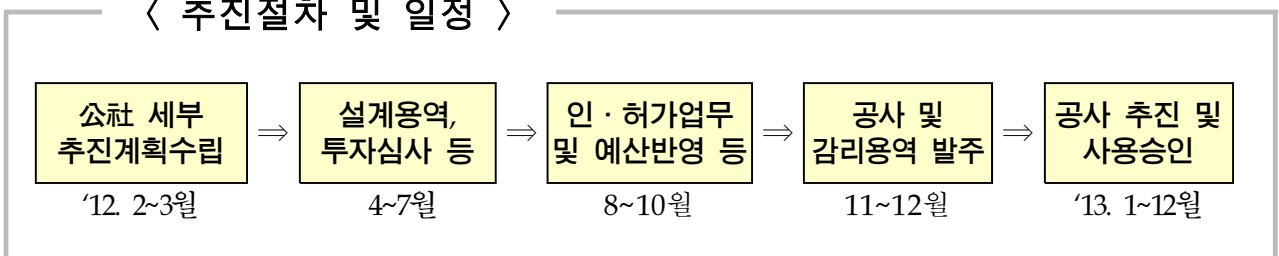 〈 추진절차 및 일정 〉
公社 세부
추진계획수립
⇒
설계용역,
투자심사 등
⇒
인·허가업무
및 예산반영 등
⇒
공사 및
감리용역 발주
⇒
공사 추진 및
사용승인
‘12. 2~3월
4~7월
8~10월
11~12월
‘13. 1~12월